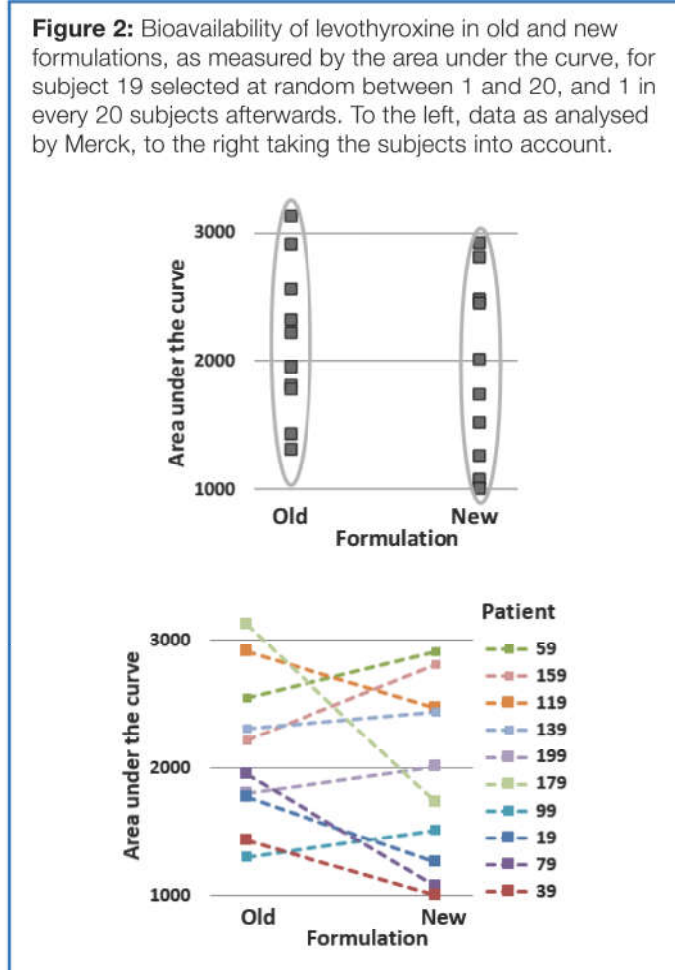 Figure 2: Bioavailability of levothyroxine in old and new
formulations, as measured by the area under the curve, for
subject 19 selected at random between 1 and 20, and 1 in
every 20 subjects afterwards. To the left, data as analysed
by Merck, to the right taking the subjects into account.
Area under the curve
3000
2000
1000
Old
New
Formulation
Area under the curve
3000
2000
1000
Old
New
Formulation
Patient
59
159
119
139
199
179
99
19
79
39